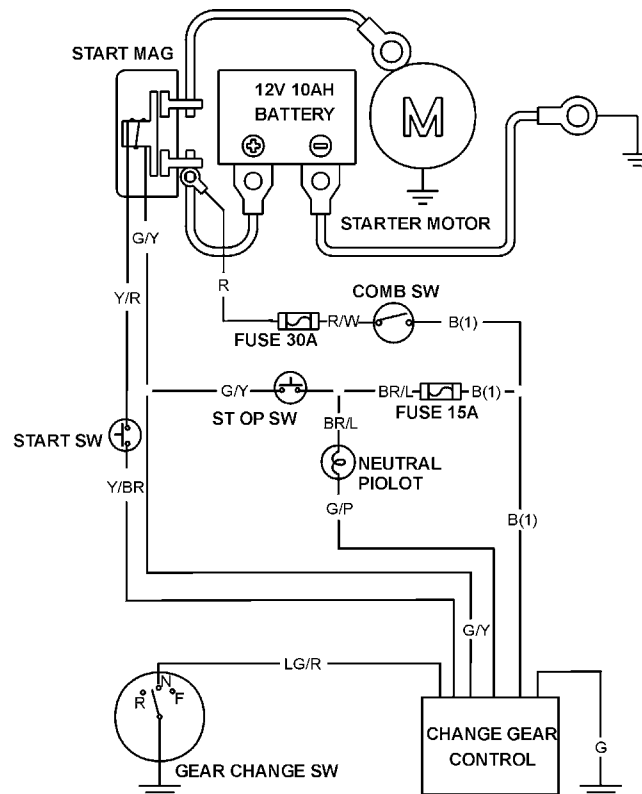 START MAG
12V 10AH
BATTERY
M
STARTER MOTOR
G/Y
R
Y/R
COMB SW
R/W
B(1)
FUSE 30A
G/Y
BR/L
B(1)
ST OP SW
FUSE 15A
START SW
BR/L
NEUTRAL
PIOLOT
Y/BR
G/P
B(1)
G/Y
LG/R
N
R
F
CHANGE GEAR
CONTROL
G
GEAR CHANGE SW